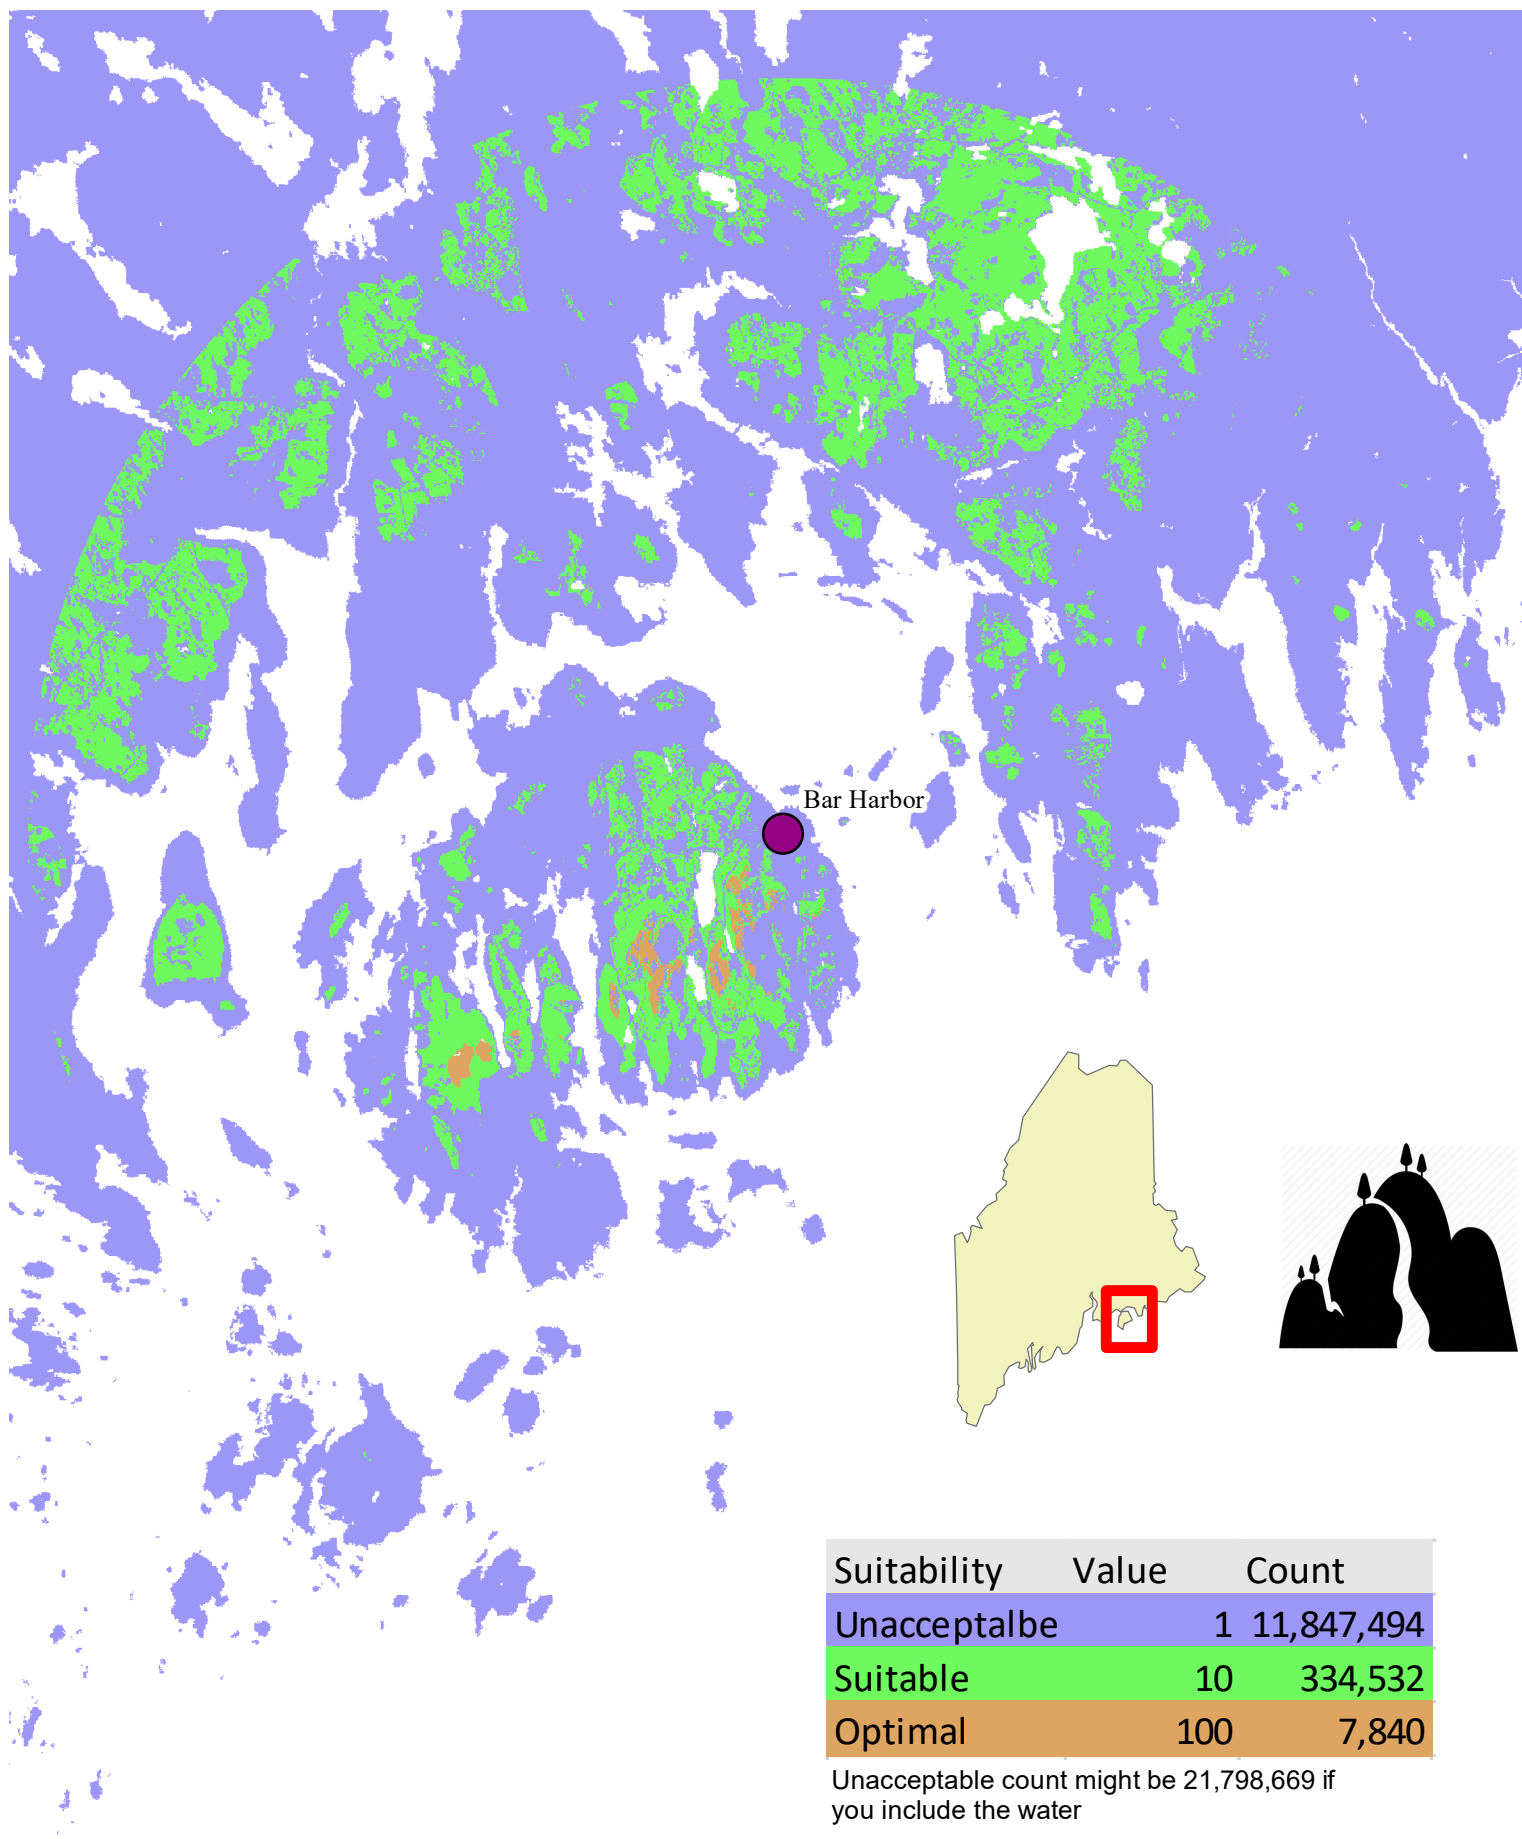 Bar Harbor
Suitability Value Count
Unacceptalbe 1 11,847,494
Suitable 10 334,532
Optimal 100 7,840
Unacceptable count might be 21,798,669 if
you include the water